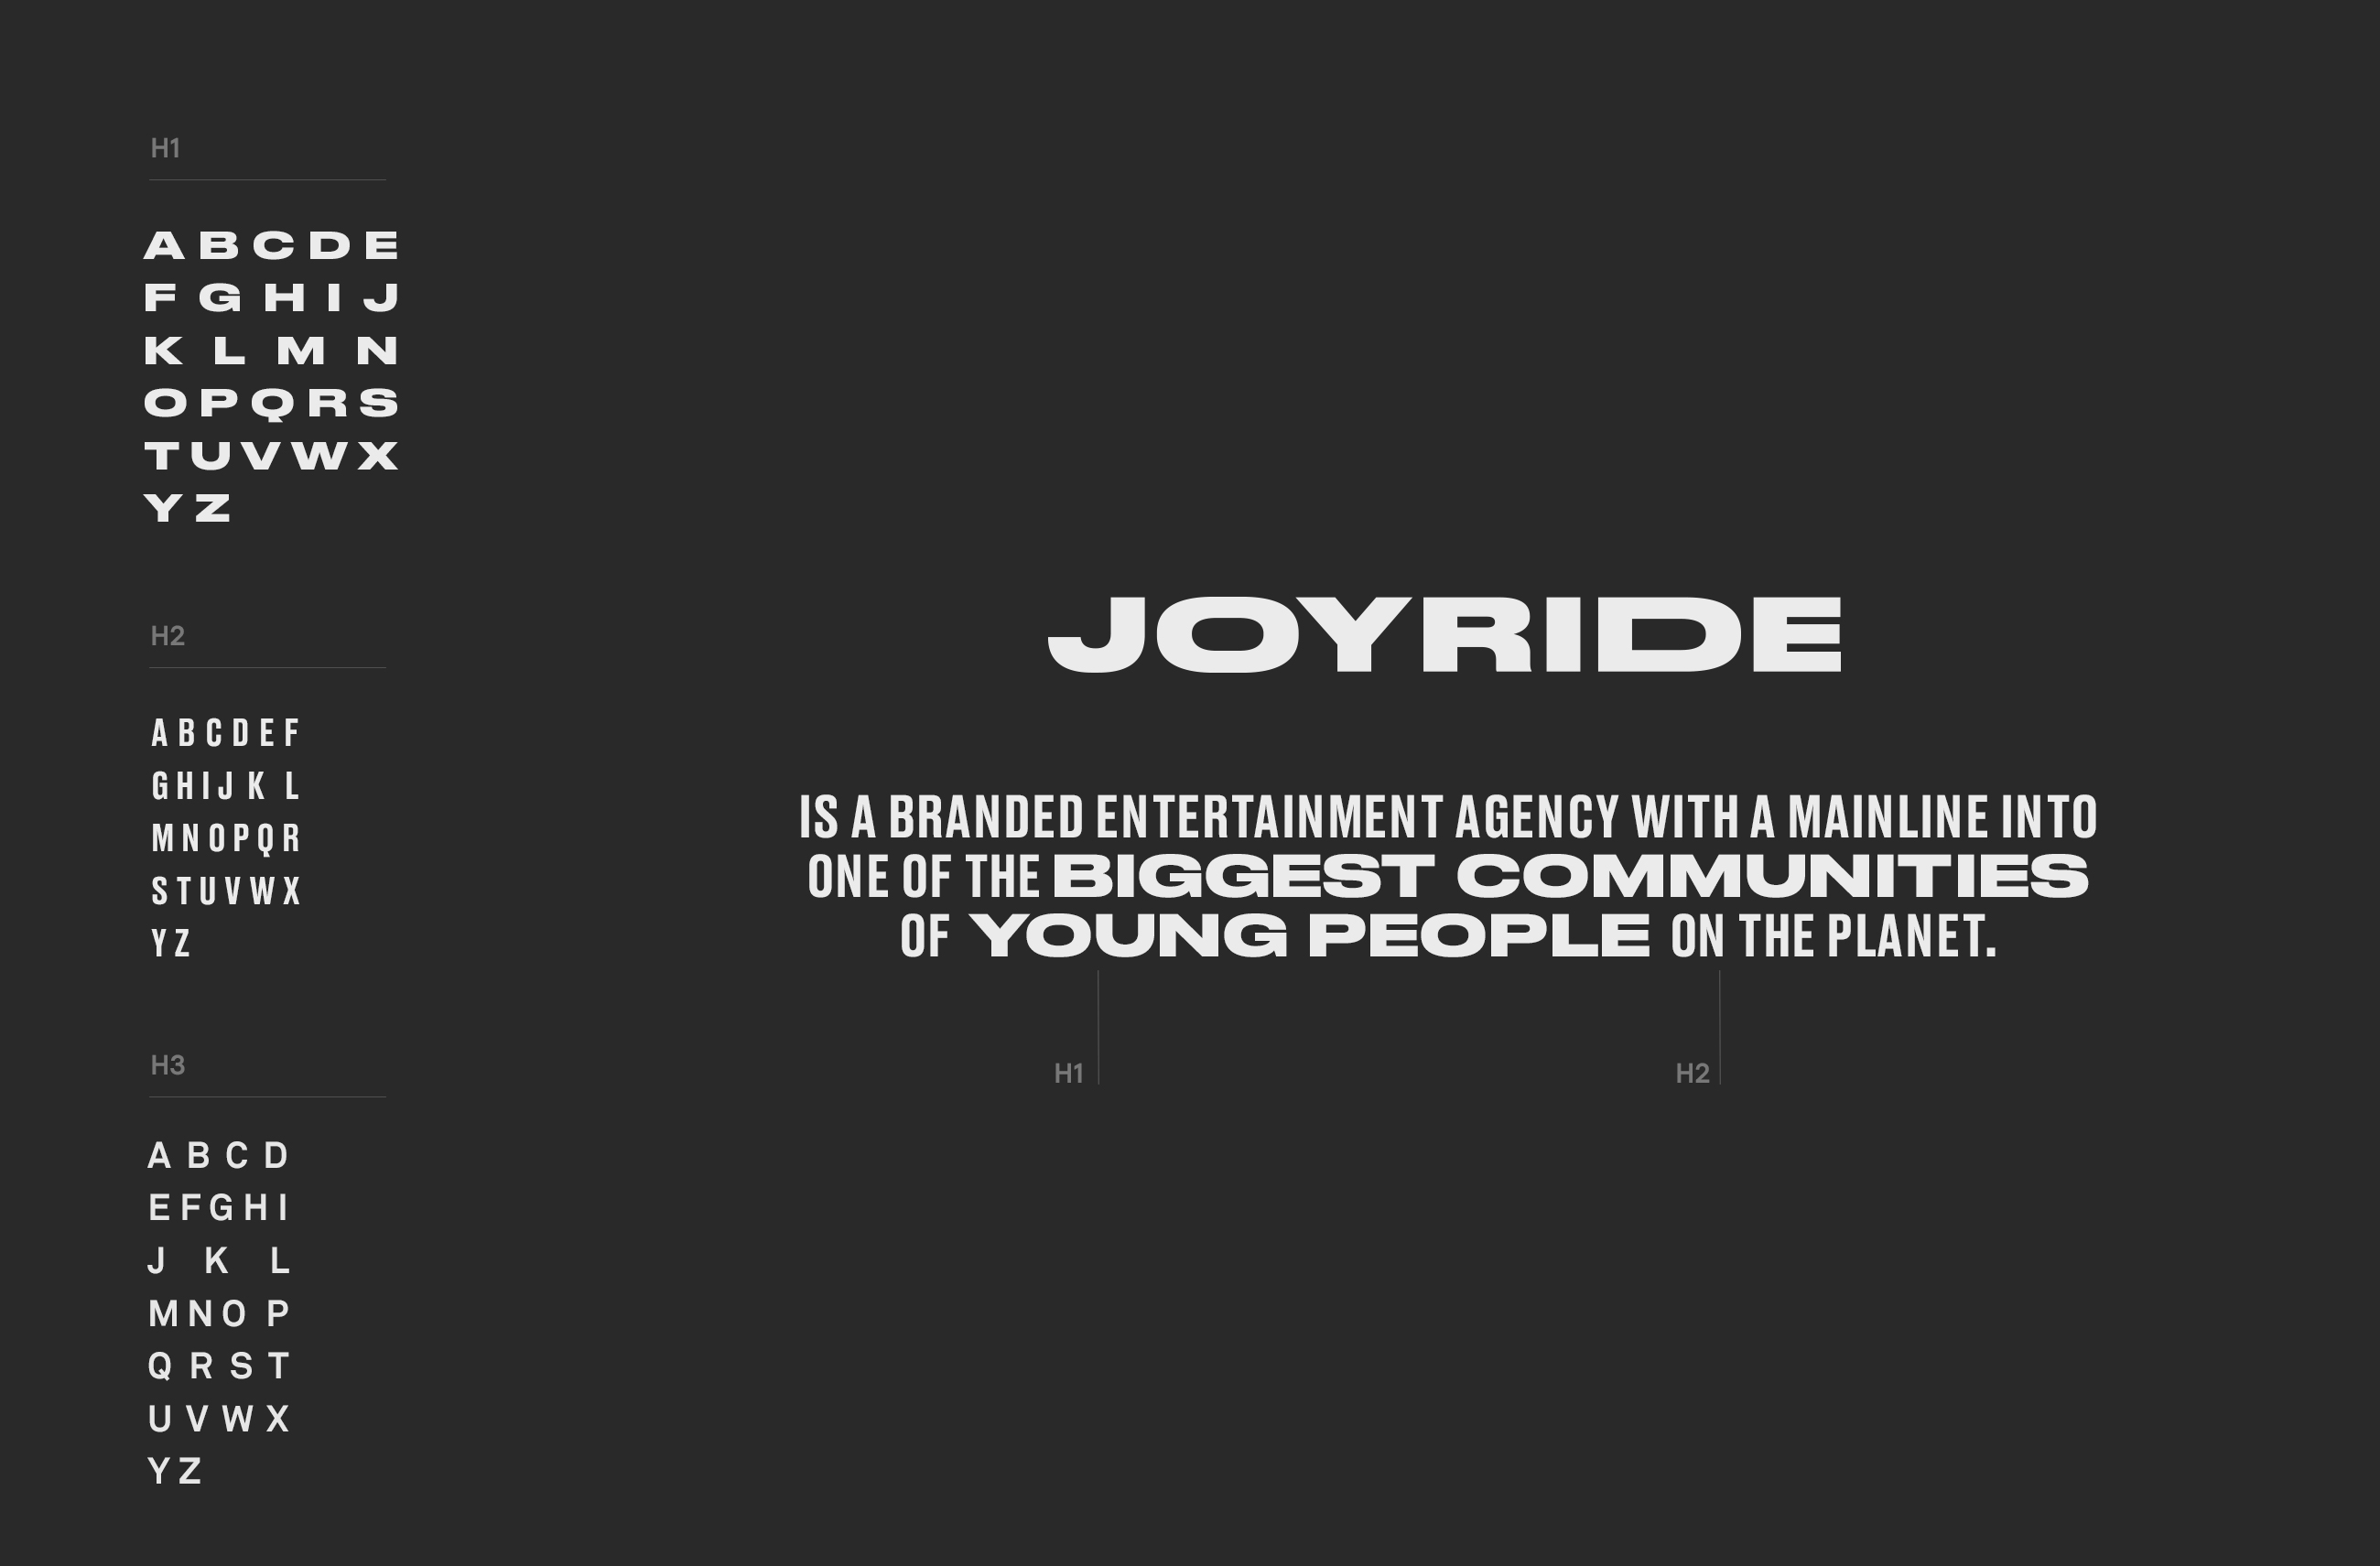 H1
A B C D E
F G H I J
K L M N
O P Q R S
T U V W X
Y Z
H2
A B C D E F
G H I J K L
M N O P Q R
S T U V W X
Y Z
H3
A B C D
E F G H I
J K L
M N O P
Q R S T
U V W X
Y Z
JOYRIDE
IS A BRANDED ENTERTAINMENT AGENCY WITH A MAINLINE INTO
ONE OF THE BIGGEST COMMUNITIES
OF YOUNG PEOPLE ON THE PLANET.
H1
H2